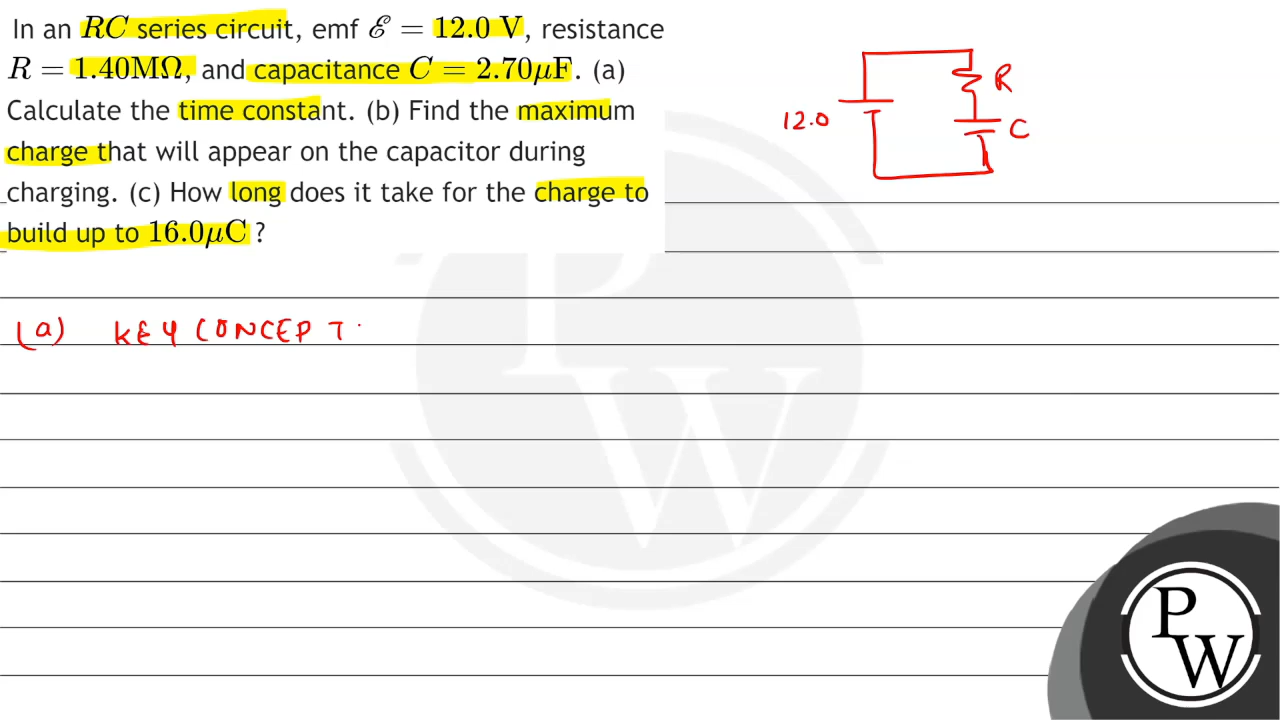 In an RC series circuit, emf ℰ = 12.0 V, resistance
R = 1.40MΩ, and capacitance C = 2.70μF. (a)
Calculate the time constant. (b) Find the maximum
charge that will appear on the capacitor during
charging. (c) How long does it take for the charge to
build up to 16.0μC ?
12.0
R
C
(a) KEY CONCEPT
PW
PW